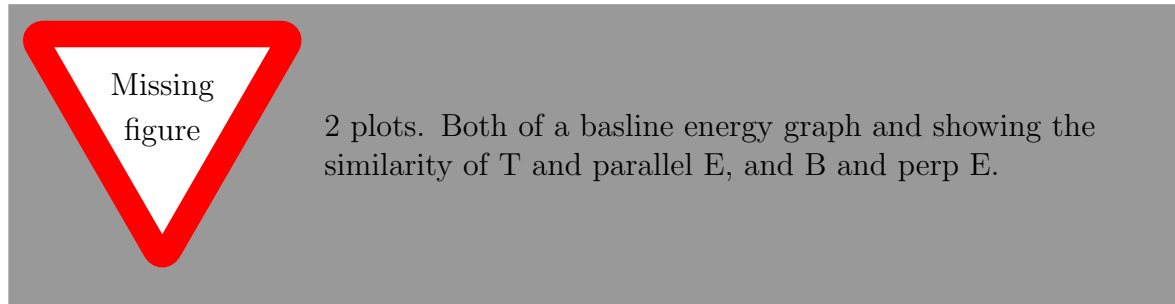 Missing
figure
2 plots. Both of a basline energy graph and showing the
similarity of T and parallel E, and B and perp E.